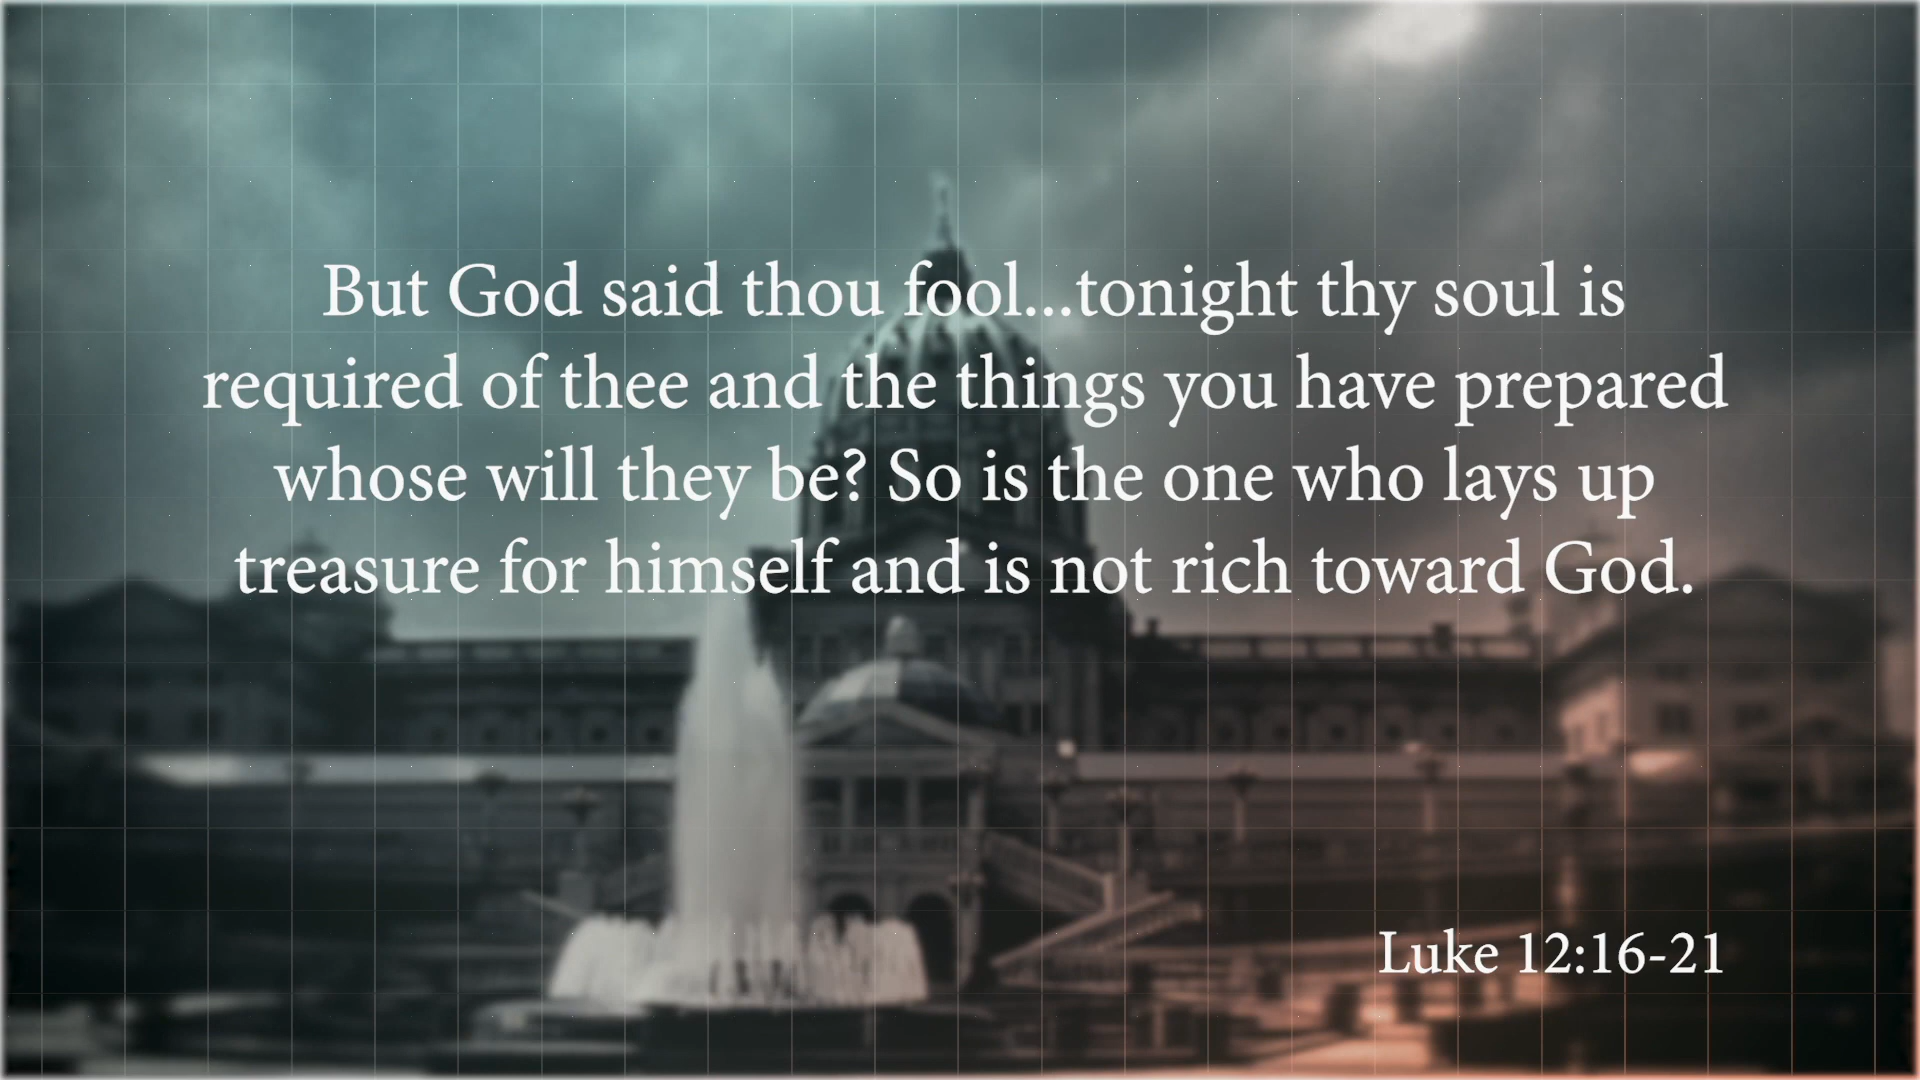 But God said thou fool...tonight thy soul is
required of thee and the things you have prepared
whose will they be? So is the one who lays up
treasure for himself and is not rich toward God.
Luke 12:16-21